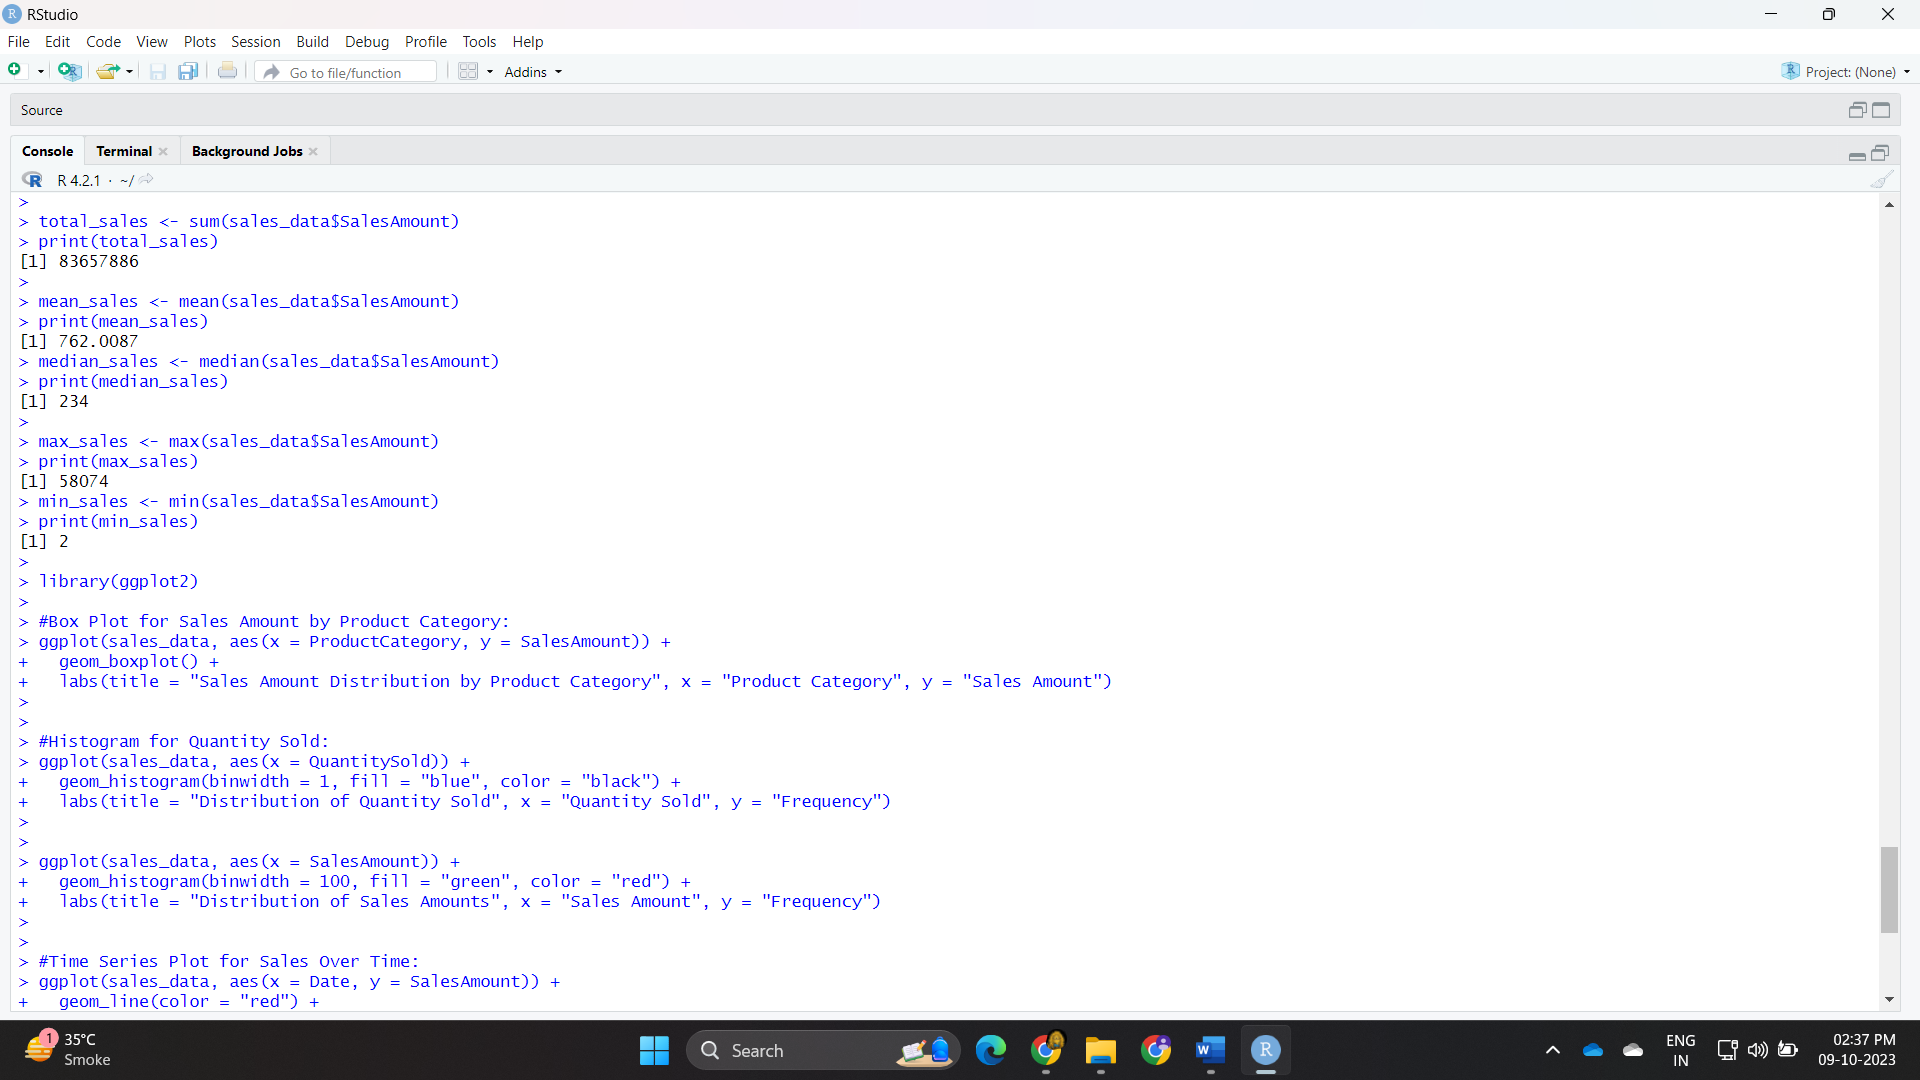 RStudio
File Edit Code View Plots Session Build Debug Profile Tools Help
Go to file/function Addins Project: (None)
Source
Console Terminal Background Jobs
R 4.2.1 · ~/
>
> total_sales <- sum(sales_data$SalesAmount)
> print(total_sales)
[1] 83657886
>
> mean_sales <- mean(sales_data$SalesAmount)
> print(mean_sales)
[1] 762.0087
> median_sales <- median(sales_data$SalesAmount)
> print(median_sales)
[1] 234
>
> max_sales <- max(sales_data$SalesAmount)
> print(max_sales)
[1] 58074
> min_sales <- min(sales_data$SalesAmount)
> print(min_sales)
[1] 2
>
> library(ggplot2)
>
> #Box Plot for Sales Amount by Product Category:
> ggplot(sales_data, aes(x = ProductCategory, y = SalesAmount)) +
+   geom_boxplot() +
+   labs(title = "Sales Amount Distribution by Product Category", x = "Product Category", y = "Sales Amount")
>
>
> #Histogram for Quantity Sold:
> ggplot(sales_data, aes(x = QuantitySold)) +
+   geom_histogram(binwidth = 1, fill = "blue", color = "black") +
+   labs(title = "Distribution of Quantity Sold", x = "Quantity Sold", y = "Frequency")
>
>
> ggplot(sales_data, aes(x = SalesAmount)) +
+   geom_histogram(binwidth = 100, fill = "green", color = "red") +
+   labs(title = "Distribution of Sales Amounts", x = "Sales Amount", y = "Frequency")
>
>
> #Time Series Plot for Sales Over Time:
> ggplot(sales_data, aes(x = Date, y = SalesAmount)) +
+   geom_line(color = "red") +
1 35°C
Smoke
Search
ENG
IN
02:37 PM
09-10-2023